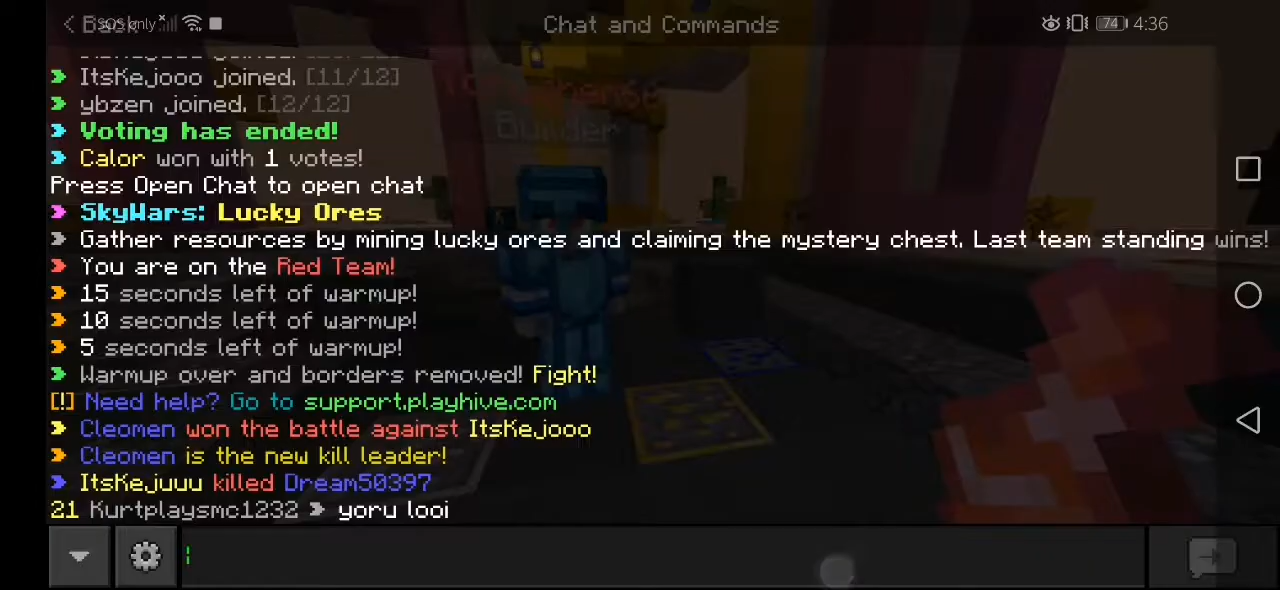 Back
SOS only
Chat and Commands
74
4:36
ItsKejooo joined. [11/12]
ybzen joined. [12/12]
Voting has ended!
Calor won with 1 votes!
Press Open Chat to open chat
SkyWars: Lucky Ores
Gather resources by mining lucky ores and claiming the mystery chest. Last team standing wins!
You are on the Red Team!
15 seconds left of warmup!
10 seconds left of warmup!
5 seconds left of warmup!
Warmup over and borders removed! Fight!
[!] Need help? Go to support.playhive.com
Cleomen won the battle against ItsKejooo
Cleomen is the new kill leader!
ItsKejuuu killed Dream50397
21 Kurtplaysmc1232 > yoru looi
Builder